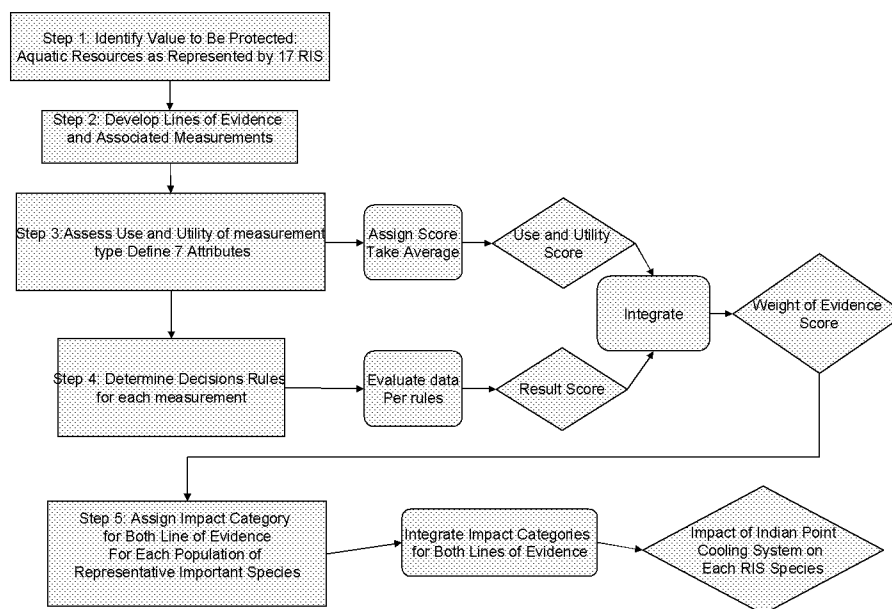 Step 1: Identify Value to Be Protected:
Aquatic Resources as Represented by 17 RIS
Step 2: Develop Lines of Evidence
and Associated Measurements
Step 3:Assess Use and Utility of measurement
type Define 7 Attributes
Assign Score
Take Average
Use and Utility
Score
Integrate
Weight of Evidence
Score
Step 4: Determine Decisions Rules
for each measurement
Evaluate data
Per rules
Result Score
Step 5: Assign Impact Category
for Both Line of Evidence
For Each Population of
Representative Important Species
Integrate Impact Categories
for Both Lines of Evidence
Impact of Indian Point
Cooling System on
Each RIS Species